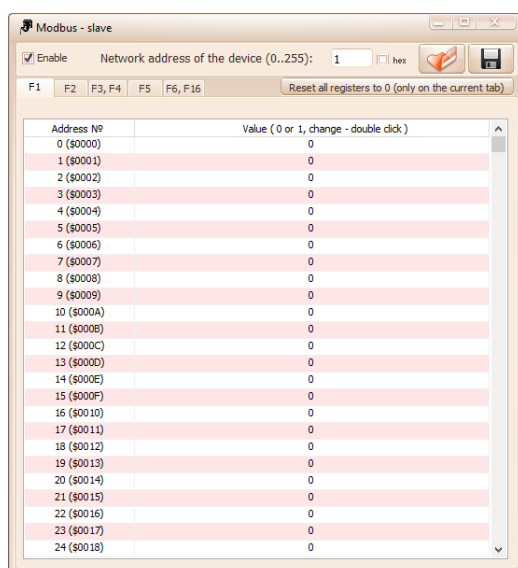 Modbus - slave
Enable Network address of the device (0..255): 1 hex
F1 F2 F3, F4 F5 F6, F16 Reset all registers to 0 (only on the current tab)
Address Nº Value ( 0 or 1, change - double click )
0 ($0000) 0
1 ($0001) 0
2 ($0002) 0
3 ($0003) 0
4 ($0004) 0
5 ($0005) 0
6 ($0006) 0
7 ($0007) 0
8 ($0008) 0
9 ($0009) 0
10 ($000A) 0
11 ($000B) 0
12 ($000C) 0
13 ($000D) 0
14 ($000E) 0
15 ($000F) 0
16 ($0010) 0
17 ($0011) 0
18 ($0012) 0
19 ($0013) 0
20 ($0014) 0
21 ($0015) 0
22 ($0016) 0
23 ($0017) 0
24 ($0018) 0